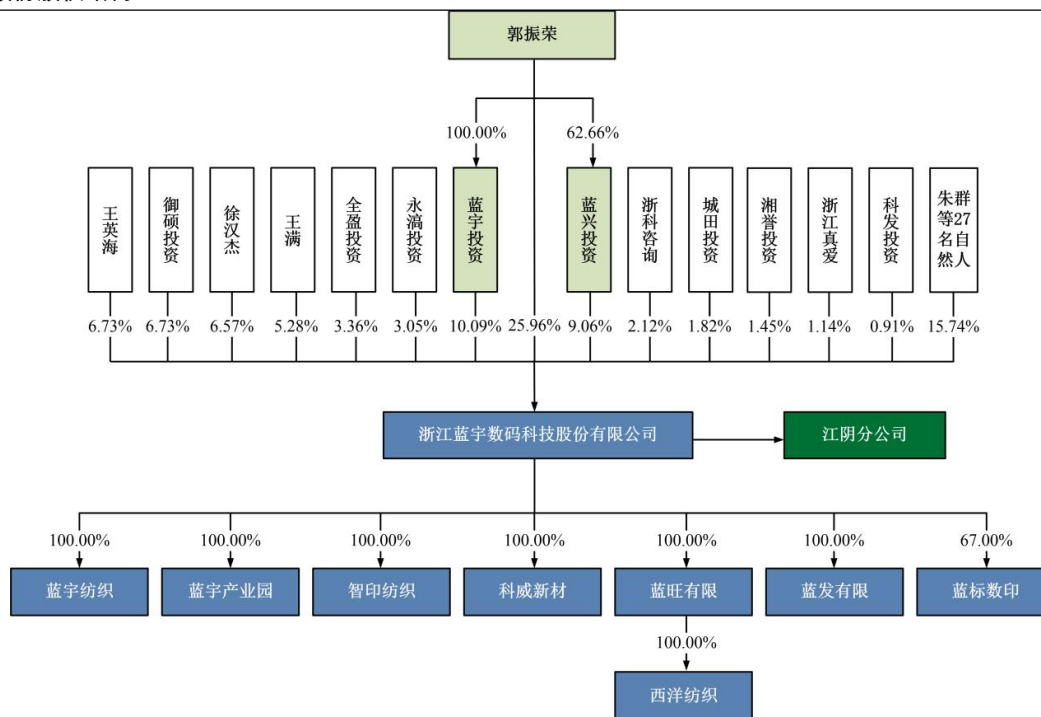 郭振荣
100.00%
62.66%
王英海
御硕投资
徐汉杰
王满
全盈投资
永滈投资
蓝宇投资
蓝兴投资
浙科咨询
城田投资
湘誉投资
浙江真爱
科发投资
朱群等27名自然人
6.73%
6.73%
6.57%
5.28%
3.36%
3.05%
10.09%
25.96%
9.06%
2.12%
1.82%
1.45%
1.14%
0.91%
15.74%
浙江蓝宇数码科技股份有限公司
江阴分公司
100.00%
100.00%
100.00%
100.00%
100.00%
100.00%
67.00%
蓝宇纺织
蓝宇产业园
智印纺织
科威新材
蓝旺有限
蓝发有限
蓝标数印
100.00%
西洋纺织